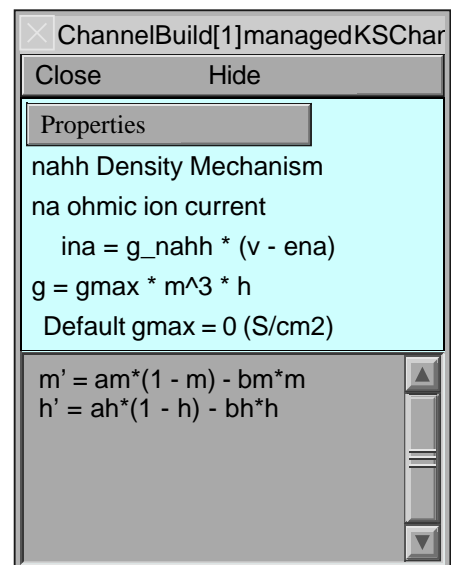 ChannelBuild[1]managedKSChar
Close Hide
Properties
nahh Density Mechanism
na ohmic ion current
ina = g_nahh * (v - ena)
g = gmax * m^3 * h
Default gmax = 0 (S/cm2)
m’ = am*(1 - m) - bm*m
h’ = ah*(1 - h) - bh*h